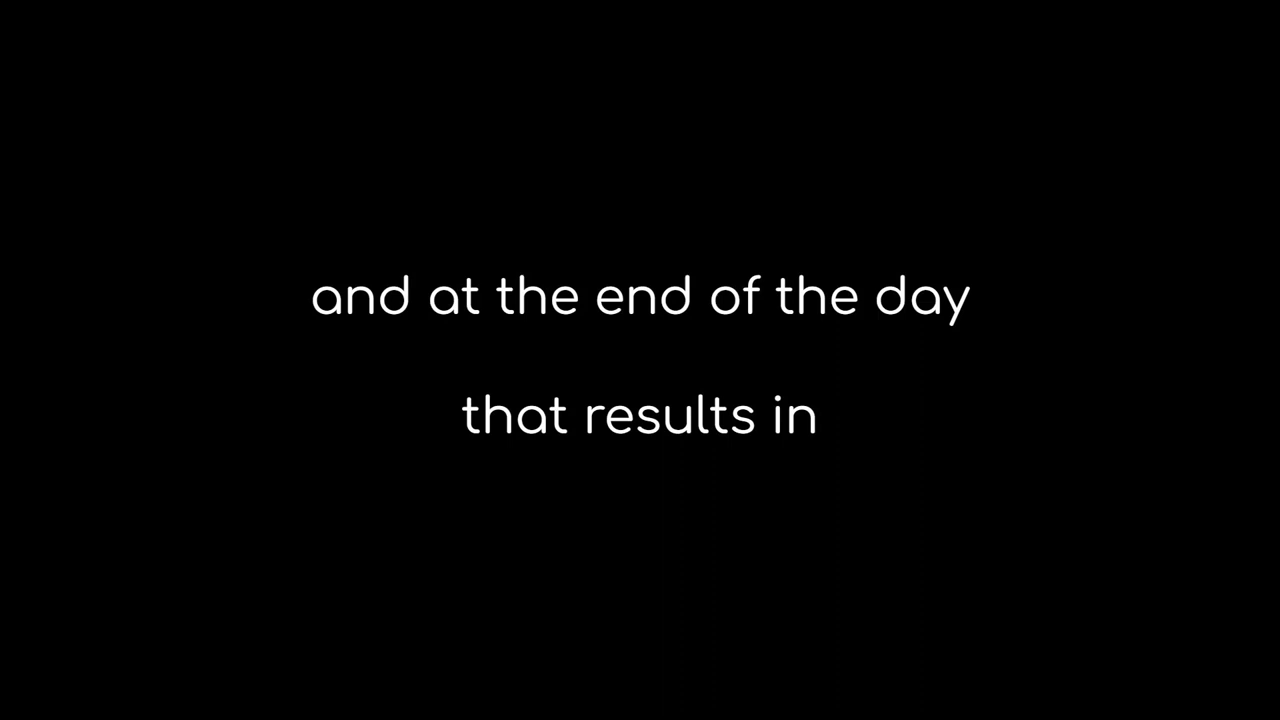 and at the end of the day
that results in